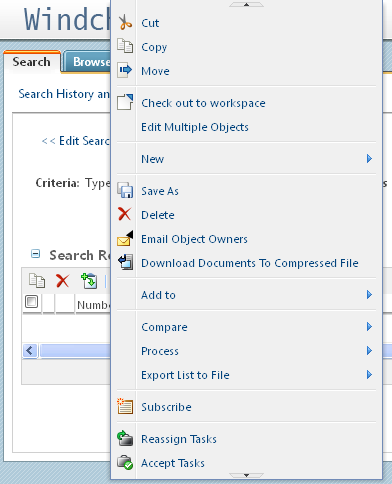 Windch
Search
Browse
Search History an
<< Edit Searc
Criteria: Type
s
Search Re
Numbe
Cut
Copy
Move
Check out to workspace
Edit Multiple Objects
New
Save As
Delete
Email Object Owners
Download Documents To Compressed File
Add to
Compare
Process
Export List to File
Subscribe
Reassign Tasks
Accept Tasks